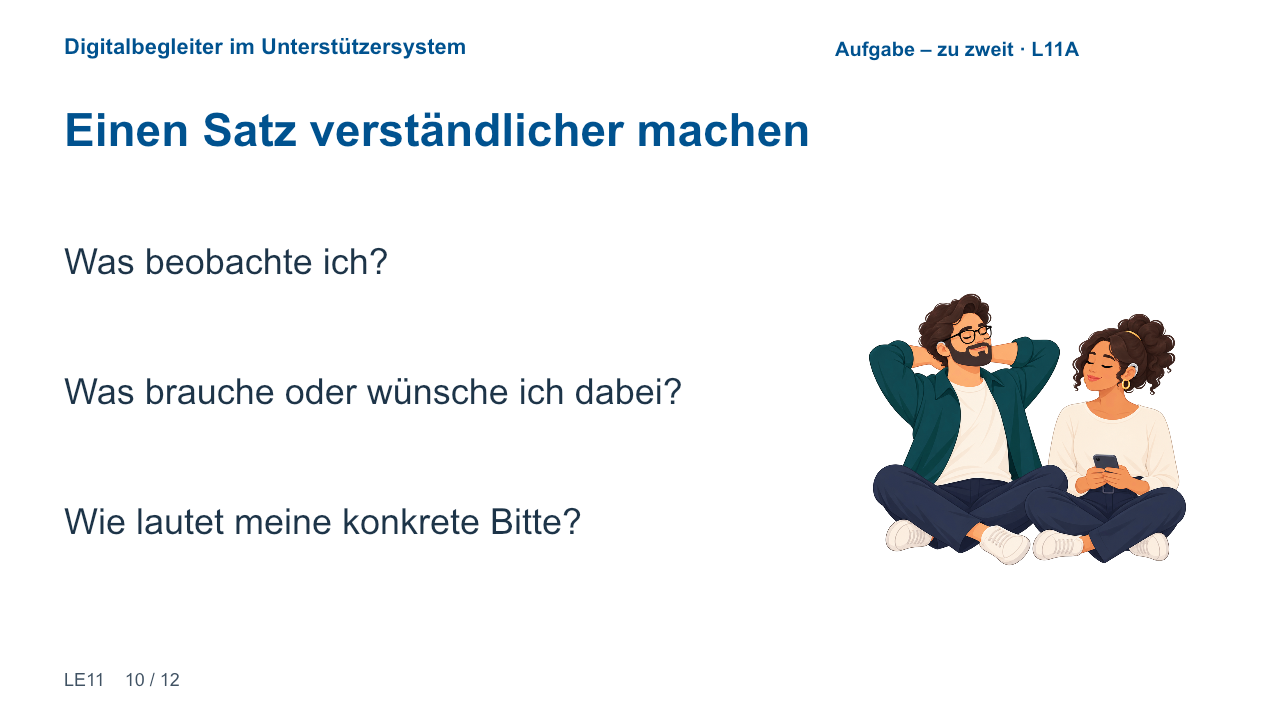 Digitalbegleiter im Unterstützersystem
Aufgabe – zu zweit · L11A
Einen Satz verständlicher machen
Was beobachte ich?
Was brauche oder wünsche ich dabei?
Wie lautet meine konkrete Bitte?
LE11 10 / 12